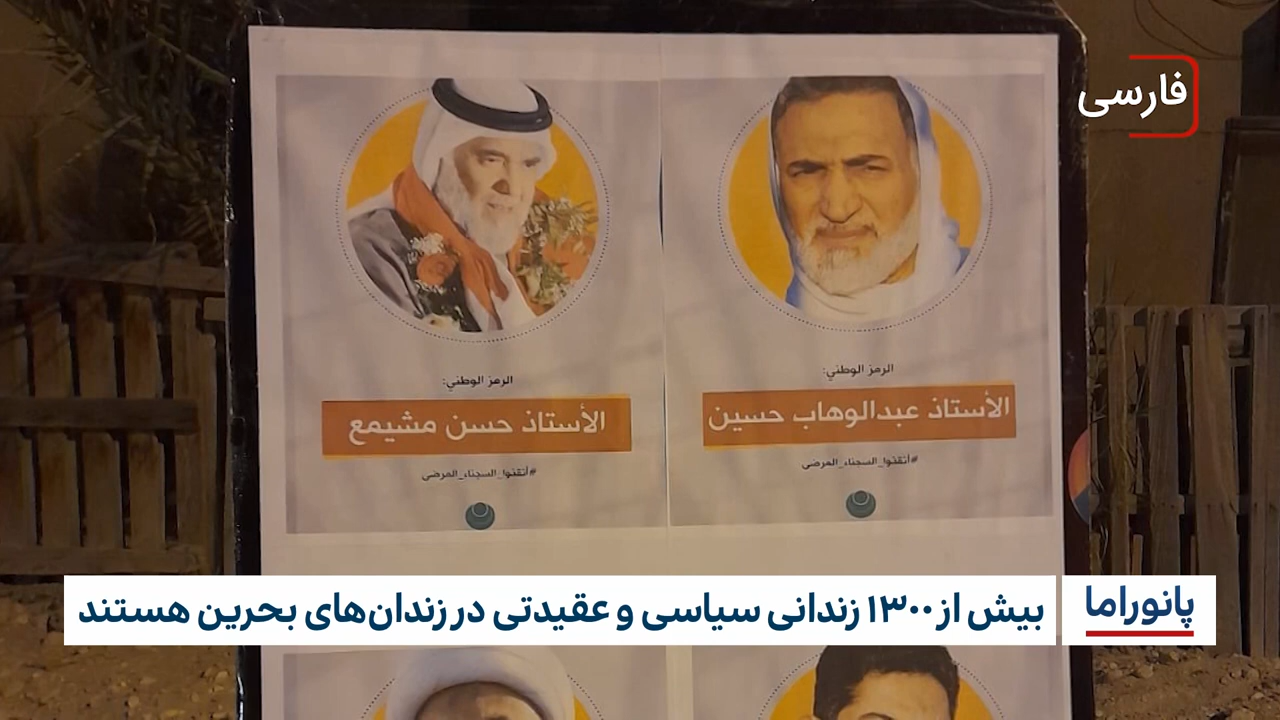 فارسی
الرمز الوطني:
الأستاذ حسن مشيمع
#أنقذوا_السجناء_المرضى
الرمز الوطني:
الأستاذ عبدالوهاب حسين
#أنقذوا_السجناء_المرضى
پانوراما
بیش از ۱۳۰۰ زندانی سیاسی و عقیدتی در زندان‌های بحرین هستند